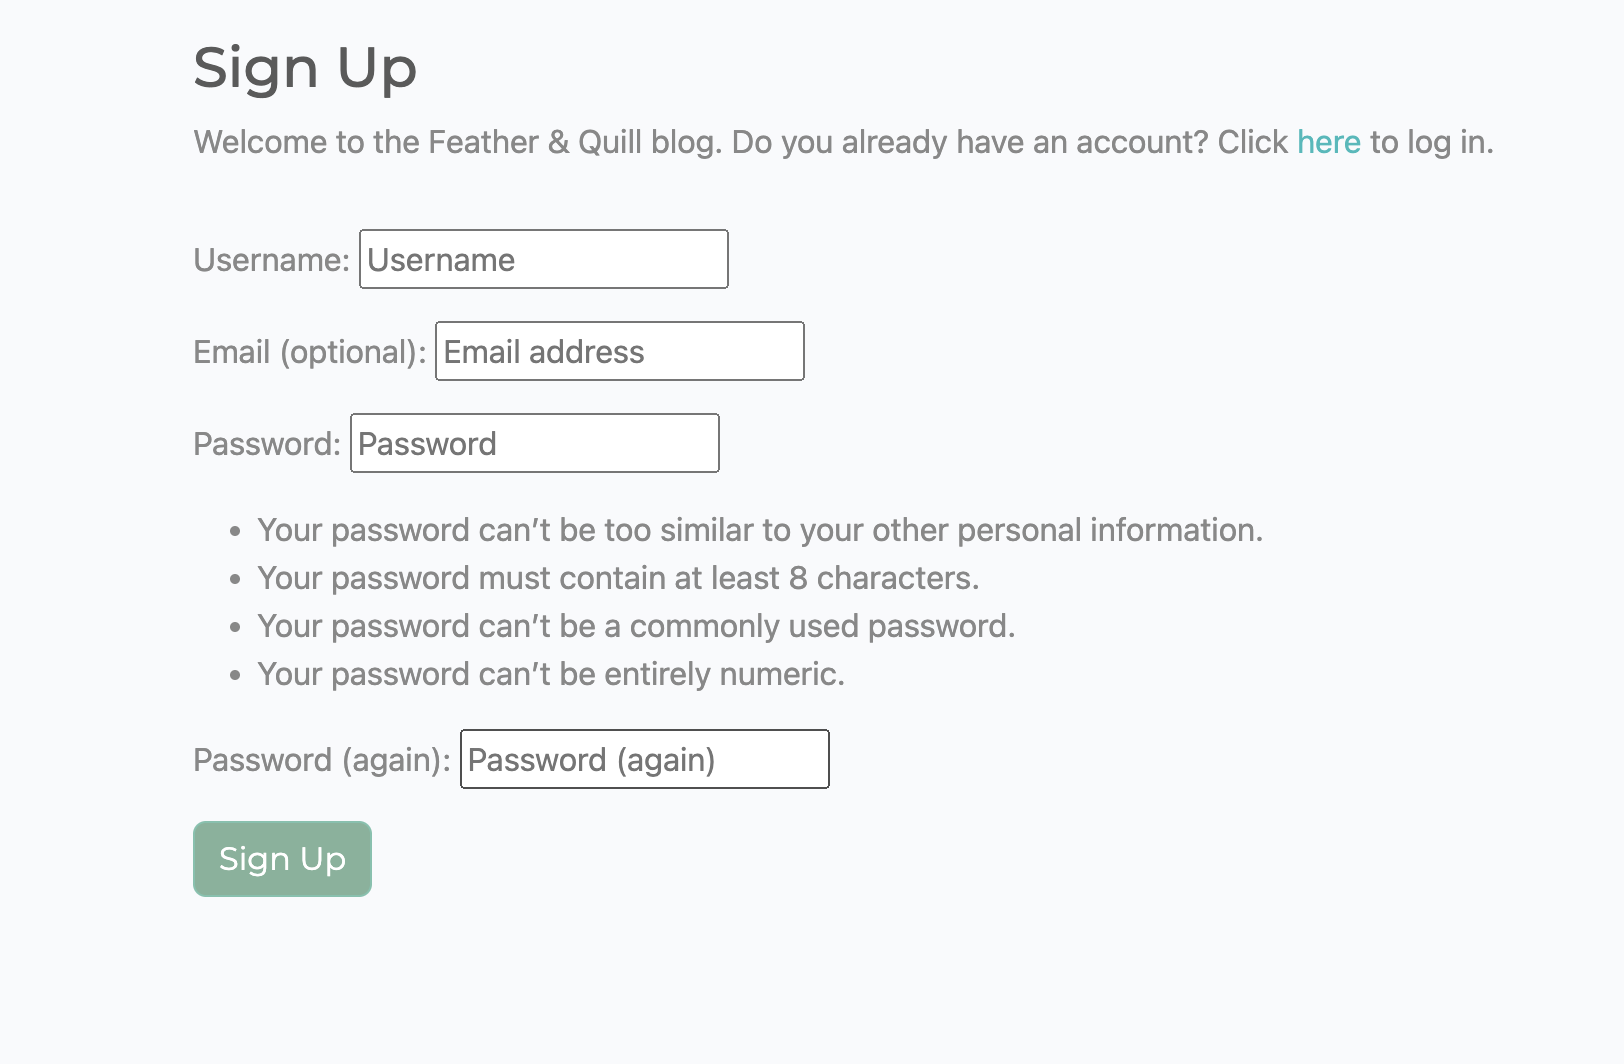 Sign Up
Welcome to the Feather & Quill blog. Do you already have an account? Click here to log in.
Username: Username
Email (optional): Email address
Password: Password
• Your password can’t be too similar to your other personal information.
• Your password must contain at least 8 characters.
• Your password can’t be a commonly used password.
• Your password can’t be entirely numeric.
Password (again): Password (again)
Sign Up